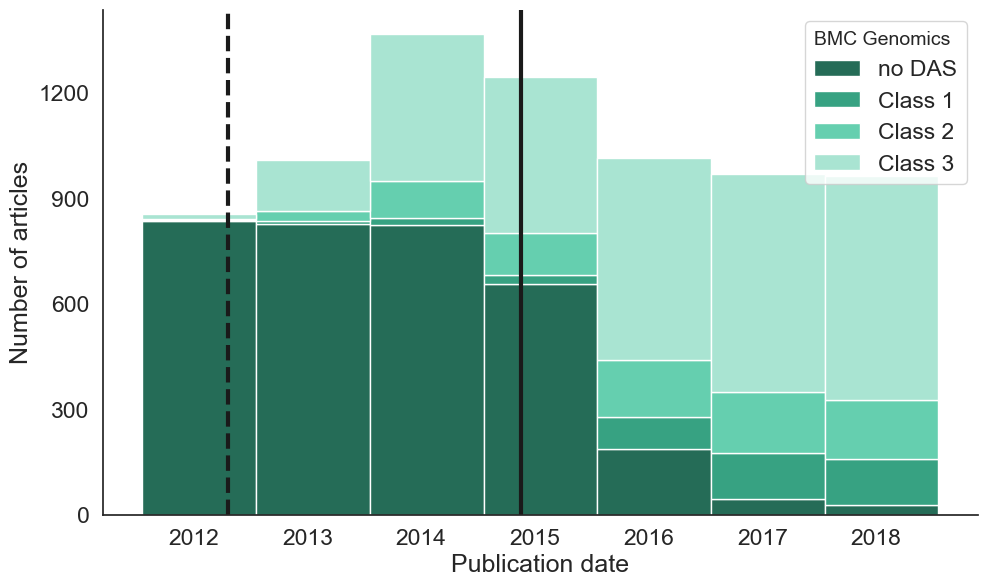 BMC Genomics
no DAS
Class 1
Class 2
Class 3
Number of articles
1200
900
600
300
0
2012 2013 2014 2015 2016 2017 2018
Publication date